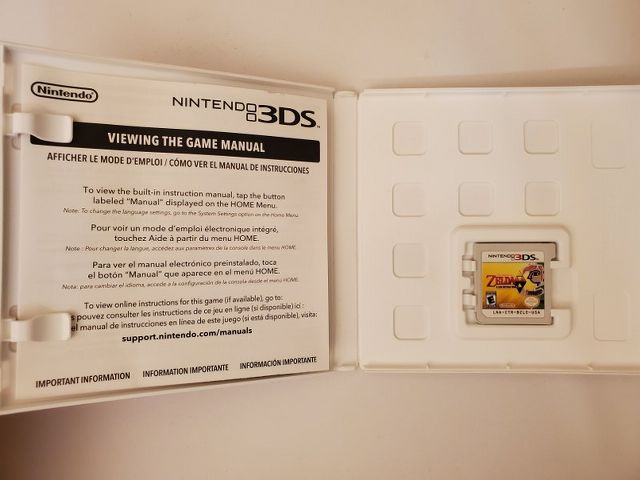 Nintendo
NINTENDO 3DS™
VIEWING THE GAME MANUAL
AFFICHER LE MODE D'EMPLOI / CÓMO VER EL MANUAL DE INSTRUCCIONES
To view the built-in instruction manual, tap the button
labeled "Manual" displayed on the HOME Menu.
Note: To change the language settings, go to the System Settings option on the HOME Menu.
Pour voir un mode d'emploi électronique intégré,
touchez Aide à partir du menu HOME.
Note : Pour changer la langue, accédez aux paramètres de la console dans le menu HOME.
Para ver el manual electrónico preinstalado, toca
el botón "Manual" que aparece en el menú HOME.
Nota: para cambiar el idioma, accede a la configuración de la consola desde el menú HOME.
To view online instructions for this game (if available), go to:
s pouvez consulter les instructions de ce jeu en ligne (si disponible) ici :
el manual de instrucciones en línea de este juego (si está disponible), visita:
support.nintendo.com/manuals
IMPORTANT INFORMATION INFORMATION IMPORTANTE INFORMACIÓN IMPORTANTE
NINTENDO 3DS™
ZELDA
LNA-CTR-BZLE-USA